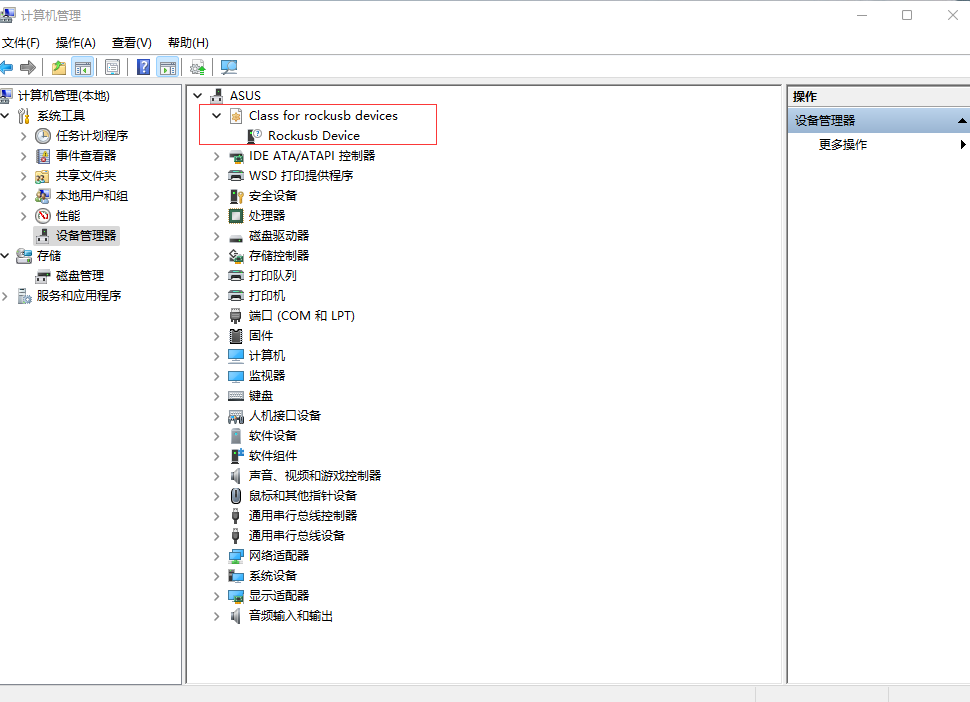 计算机管理
文件(F) 操作(A) 查看(V) 帮助(H)
计算机管理(本地)
系统工具
任务计划程序
事件查看器
共享文件夹
本地用户和组
性能
设备管理器
存储
磁盘管理
服务和应用程序
ASUS
Class for rockusb devices
Rockusb Device
IDE ATA/ATAPI 控制器
WSD 打印提供程序
安全设备
处理器
磁盘驱动器
存储控制器
打印队列
打印机
端口 (COM 和 LPT)
固件
计算机
监视器
键盘
人机接口设备
软件设备
软件组件
声音、视频和游戏控制器
鼠标和其他指针设备
通用串行总线控制器
通用串行总线设备
网络适配器
系统设备
显示适配器
音频输入和输出
操作
设备管理器
更多操作